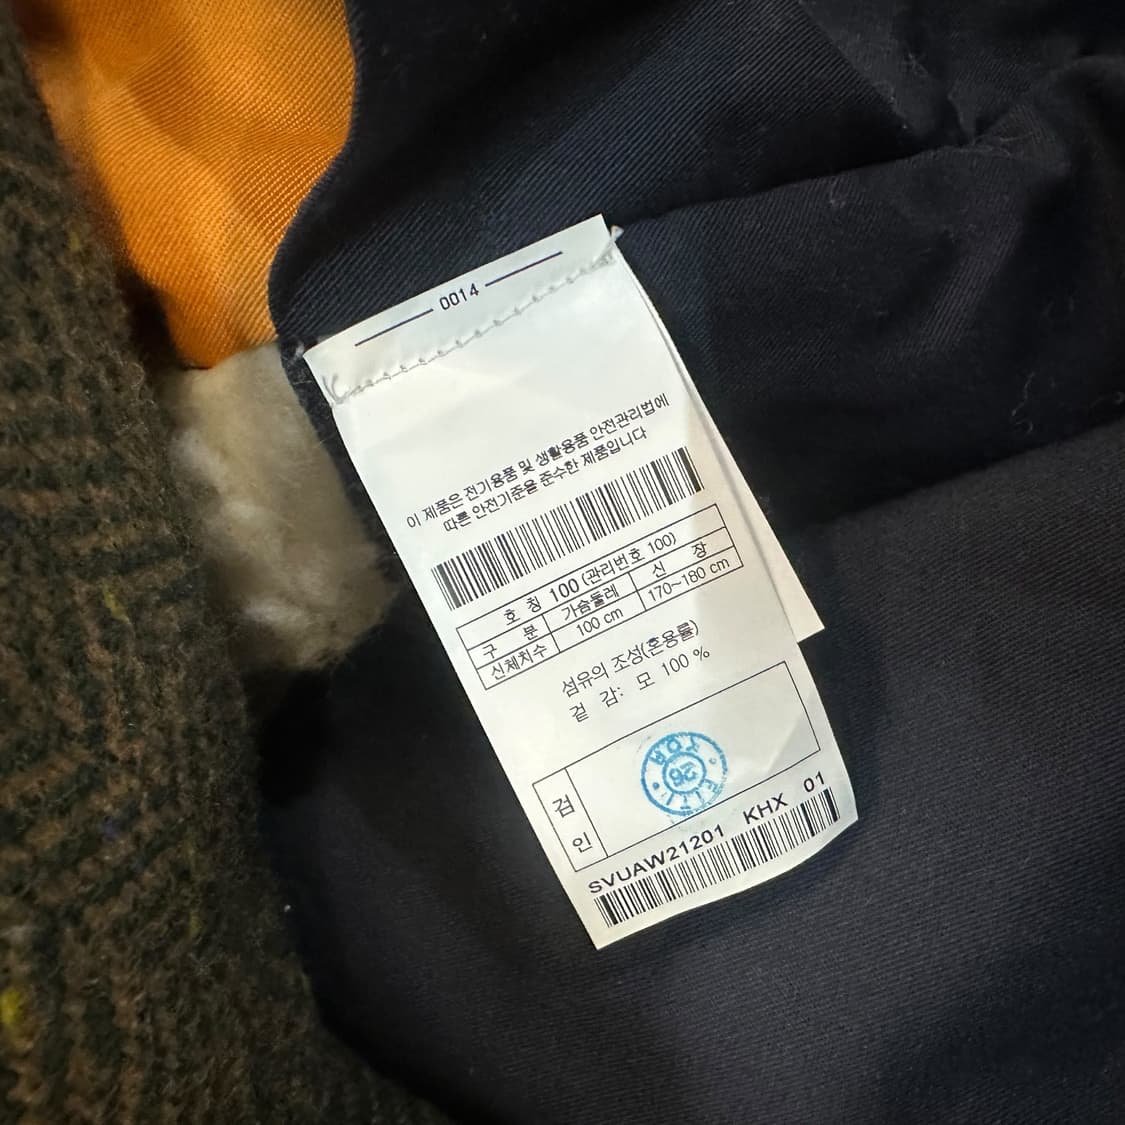 0014
이 제품은 전기용품 및 생활용품 안전관리법에
따른 안전기준을 준수한 제품입니다
호 칭 100 (관리번호 100)
구 분 가슴둘레 신 장
신체치수 100 cm 170~180 cm
섬유의 조성(혼용률)
겉 감: 모 100 %
검
인
26
SVUAW21201 KHX 01